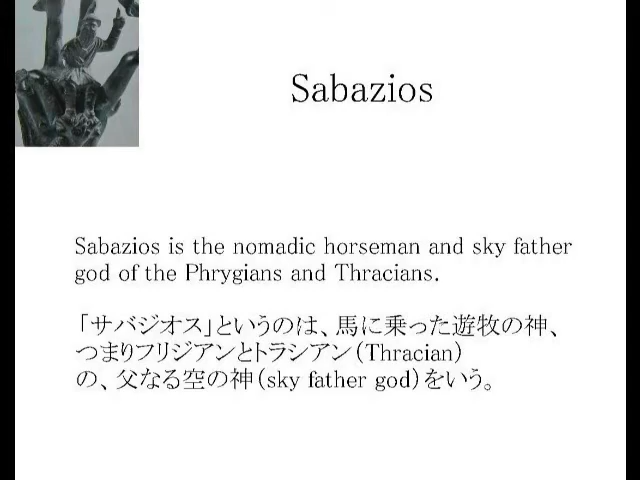 Sabazios
Sabazios is the nomadic horseman and sky father
god of the Phrygians and Thracians.
「サバジオス」というのは、馬に乗った遊牧の神、
つまりフリジアンとトラシアン（Thracian）
の、父なる空の神（sky father god）をいう。